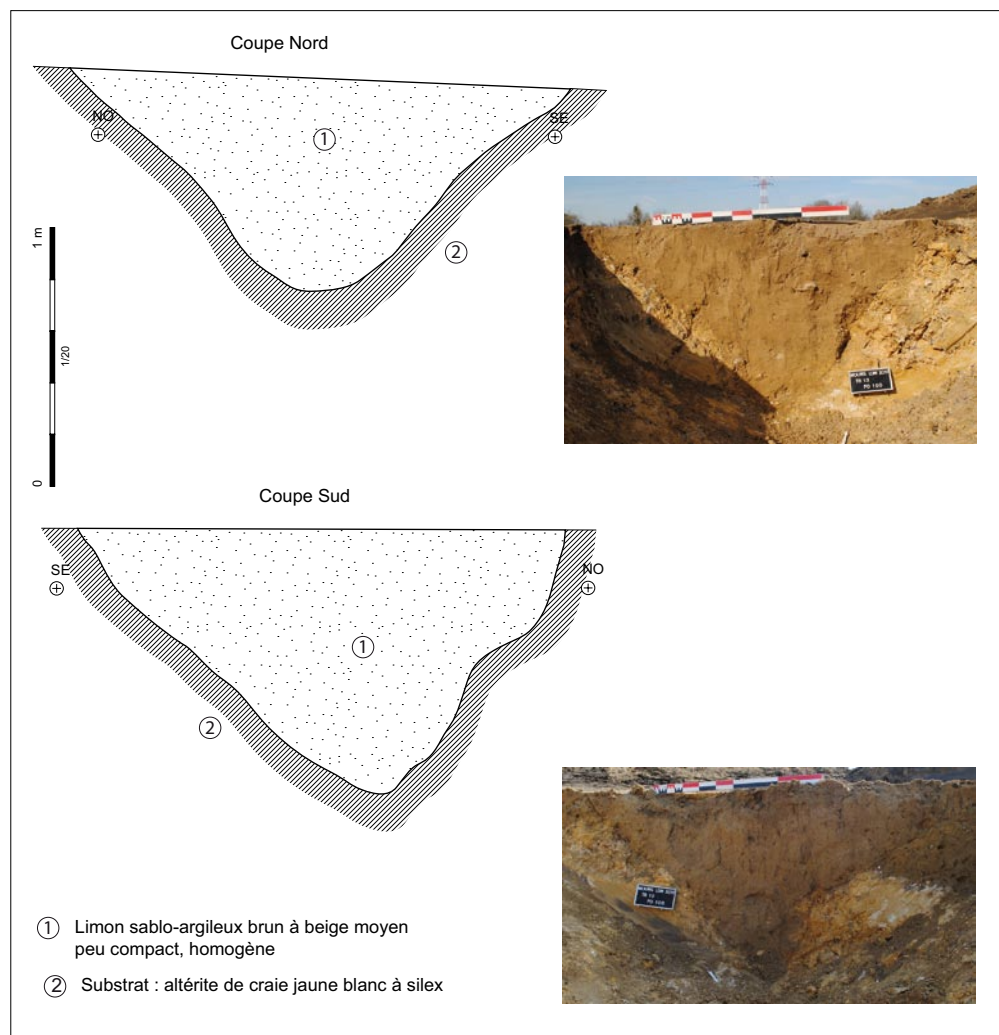 Coupe Nord
NO
SE
1
2
1 m
1/20
0
Coupe Sud
SE
NO
1
2
1 Limon sablo-argileux brun à beige moyen
peu compact, homogène
2 Substrat : altérite de craie jaune blanc à silex